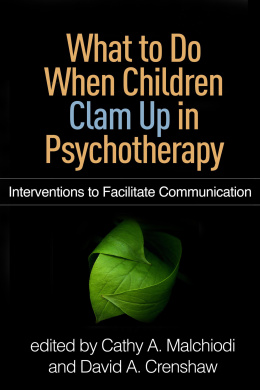 What to Do
When Children
Clam Up in
Psychotherapy
Interventions to Facilitate Communication
edited by Cathy A. Malchiodi
and David A. Crenshaw